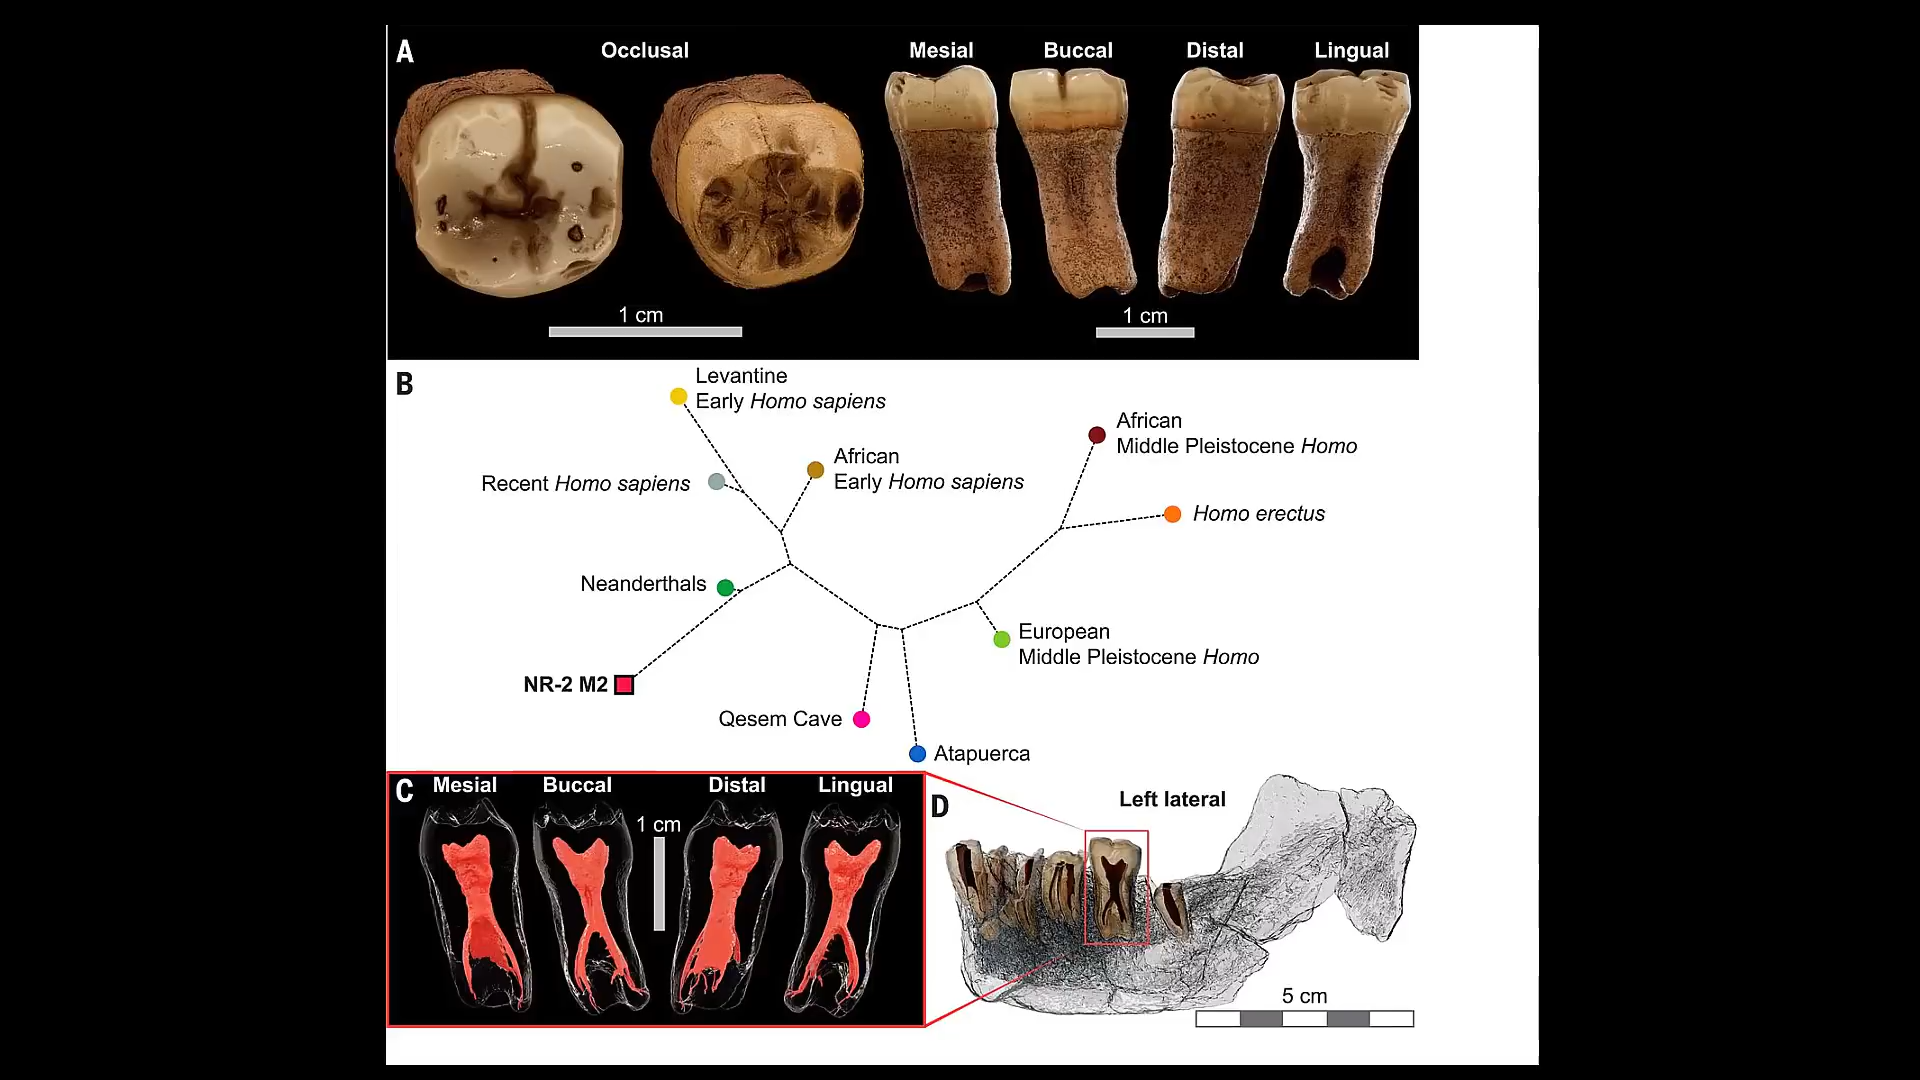 A
Occlusal
Mesial
Buccal
Distal
Lingual
1 cm
1 cm
B
Levantine
Early Homo sapiens
African
Middle Pleistocene Homo
African
Early Homo sapiens
Recent Homo sapiens
Homo erectus
Neanderthals
European
Middle Pleistocene Homo
NR-2 M2
Qesem Cave
Atapuerca
C
Mesial
Buccal
Distal
Lingual
1 cm
D
Left lateral
5 cm